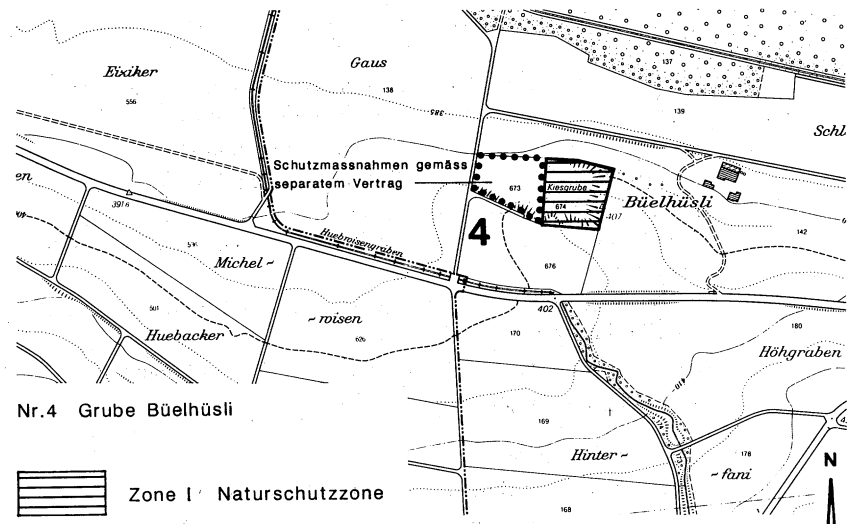 Eixiker
Gaus
556
138
137
139
385
Schl
Schutzmassnahmen gemäss
separatem Vertrag
673
Kiesgrube
674
407
Büelhüsli
142
en
391.6
4
Huebwisengraben
Michel ~
676
~ wisen
626
501
Huebacker
402
170
180
Höhgraben
410
Nr.4 Grube Büelhüsli
169
Hinter ~
178
~ fani
N
Zone I Naturschutzzone
168